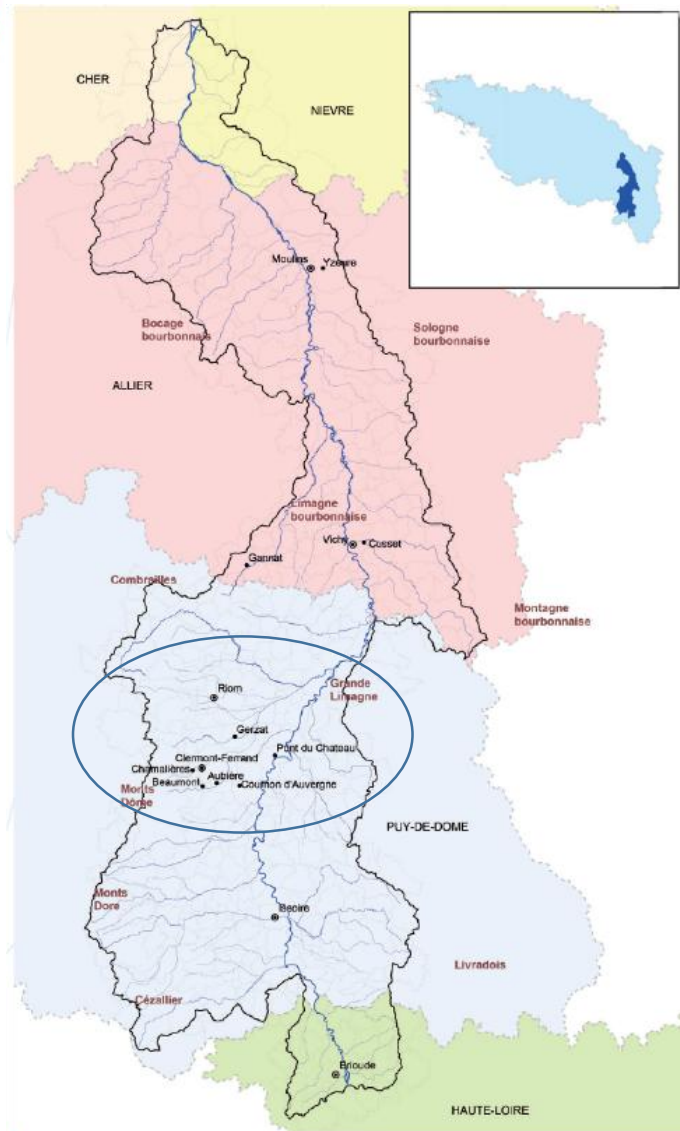 CHER
NIEVRE
Moulins
Yzeure
Bocage
bourbonnais
Sologne
bourbonnaise
ALLIER
Limagne
bourbonnaise
Vichy
Cusset
Gannat
Combrailles
Montagne
bourbonnaise
Riom
Grande
Limagne
Gerzat
Pont du Chateau
Clermont-Ferrand
Chamalières
Aubière
Beaumont
Cournon d'Auvergne
Monts
Dôme
PUY-DE-DOME
Monts
Dore
Livradois
Cézallier
Brioude
HAUTE-LOIRE